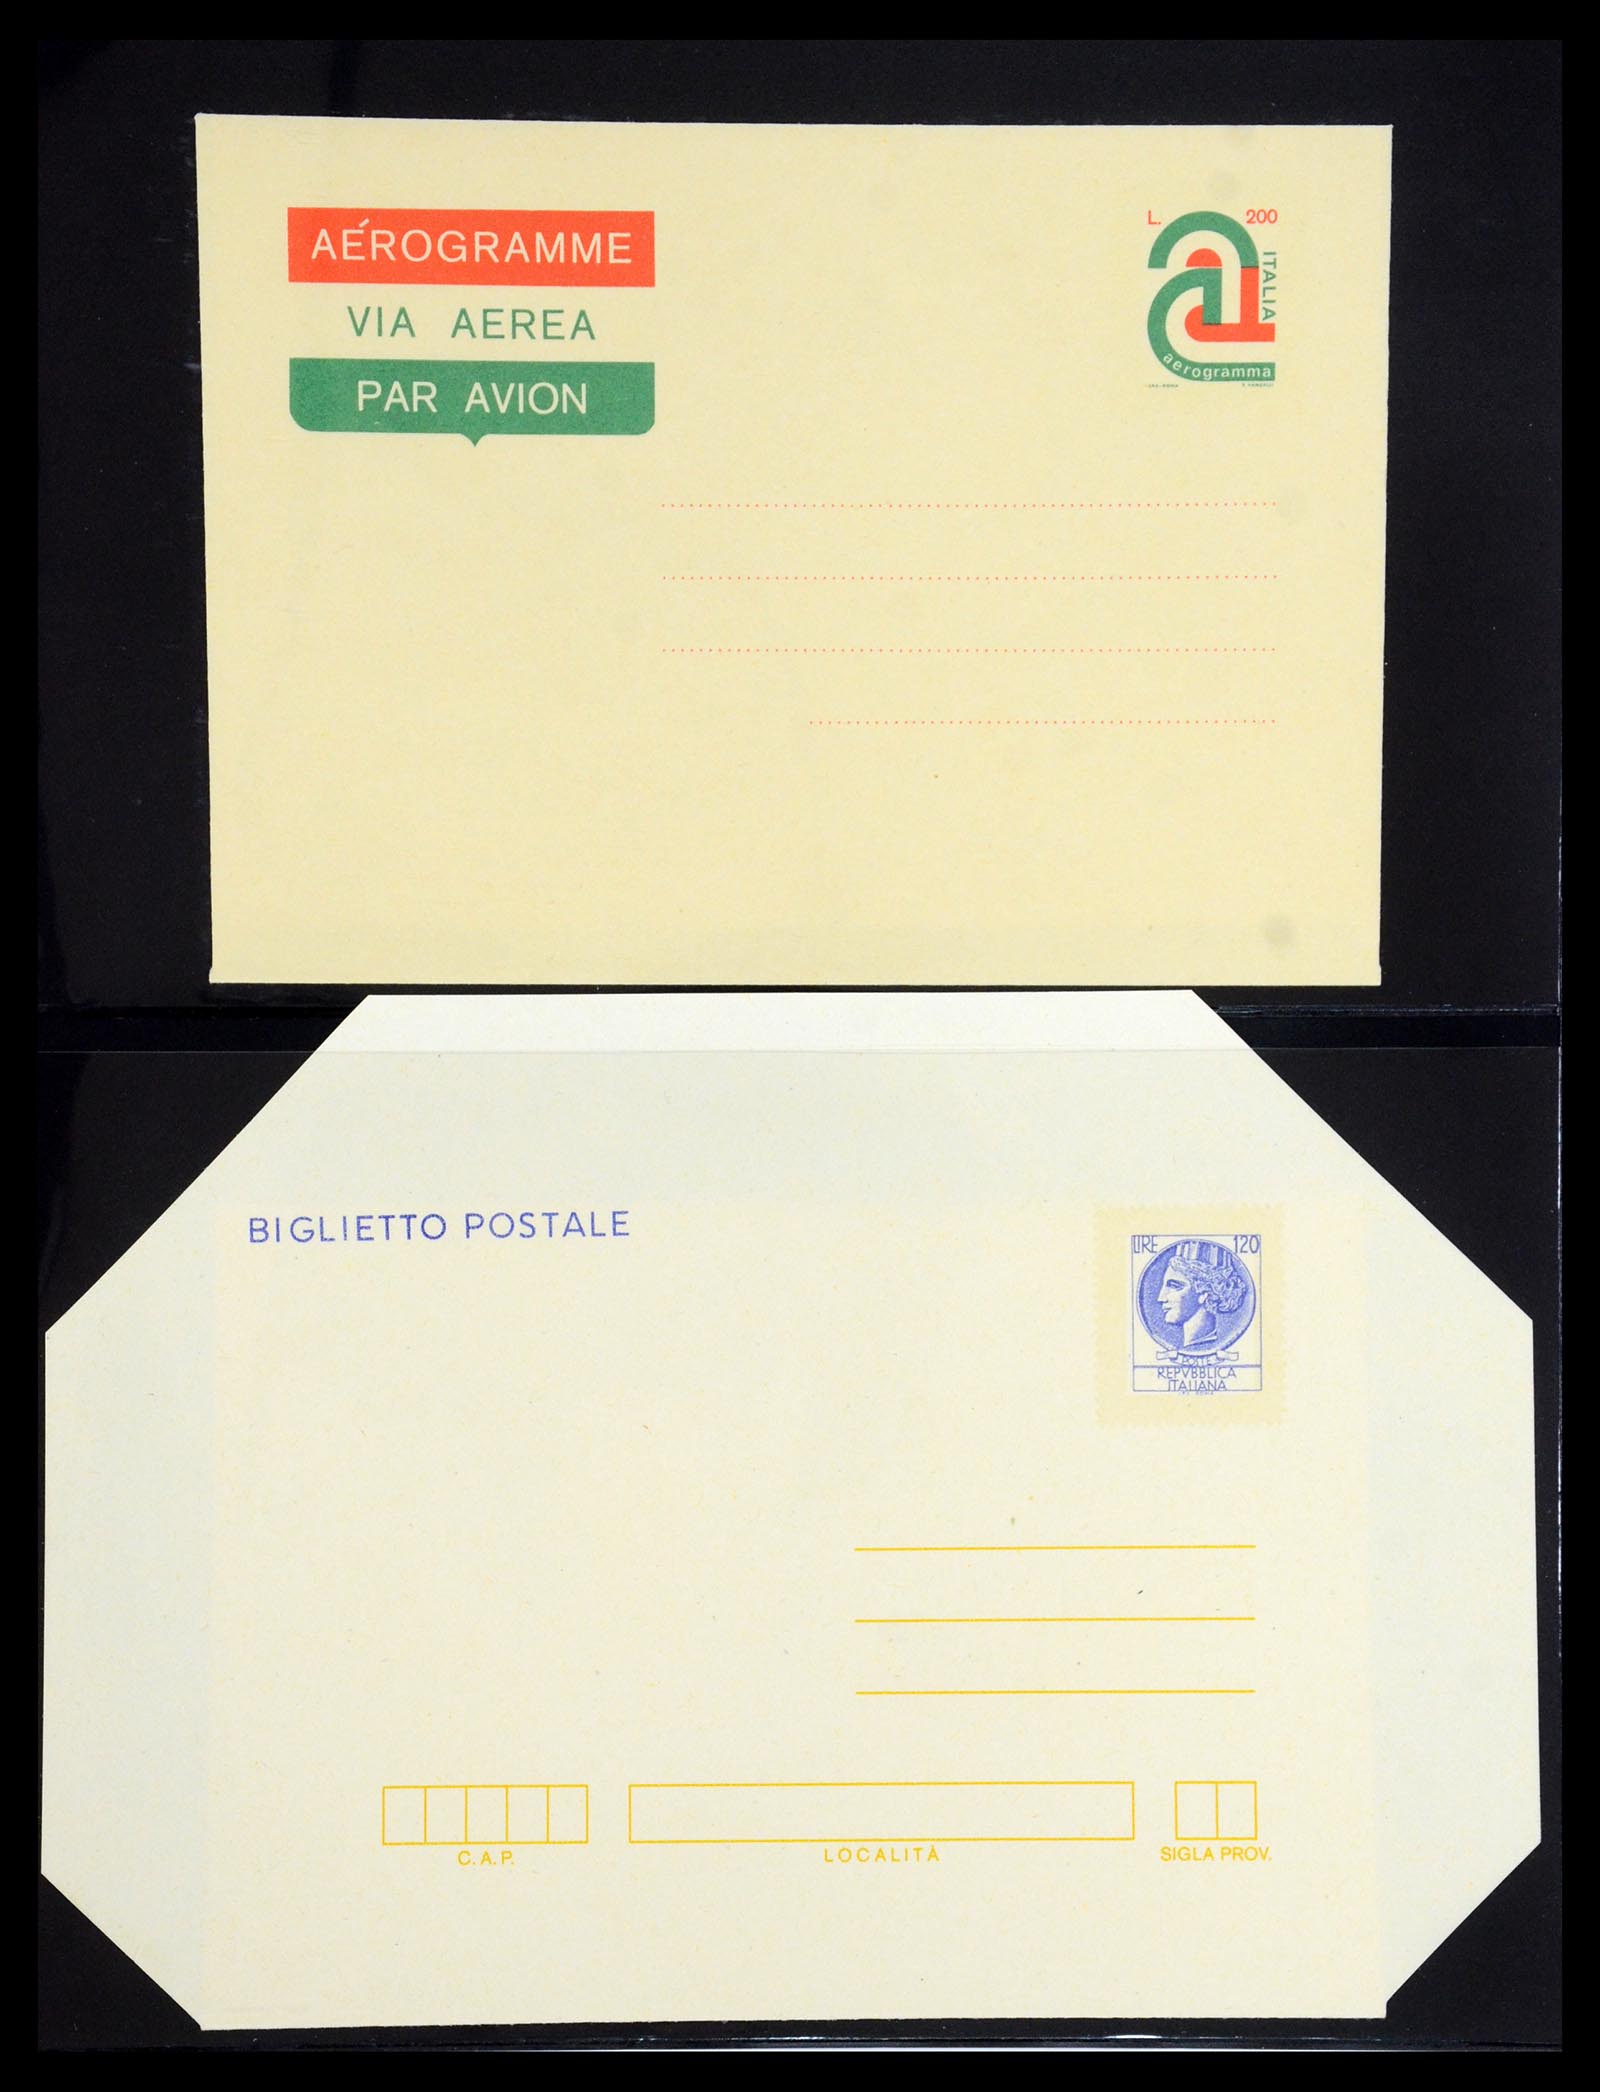 AÉROGRAMME
VIA AEREA
PAR AVION
L. 200
ITALIA
aerogramma
BIGLIETTO POSTALE
LIRE 120
POSTE
REPVBBLICA
ITALIANA
C.A.P.
LOCALITÀ
SIGLA PROV.